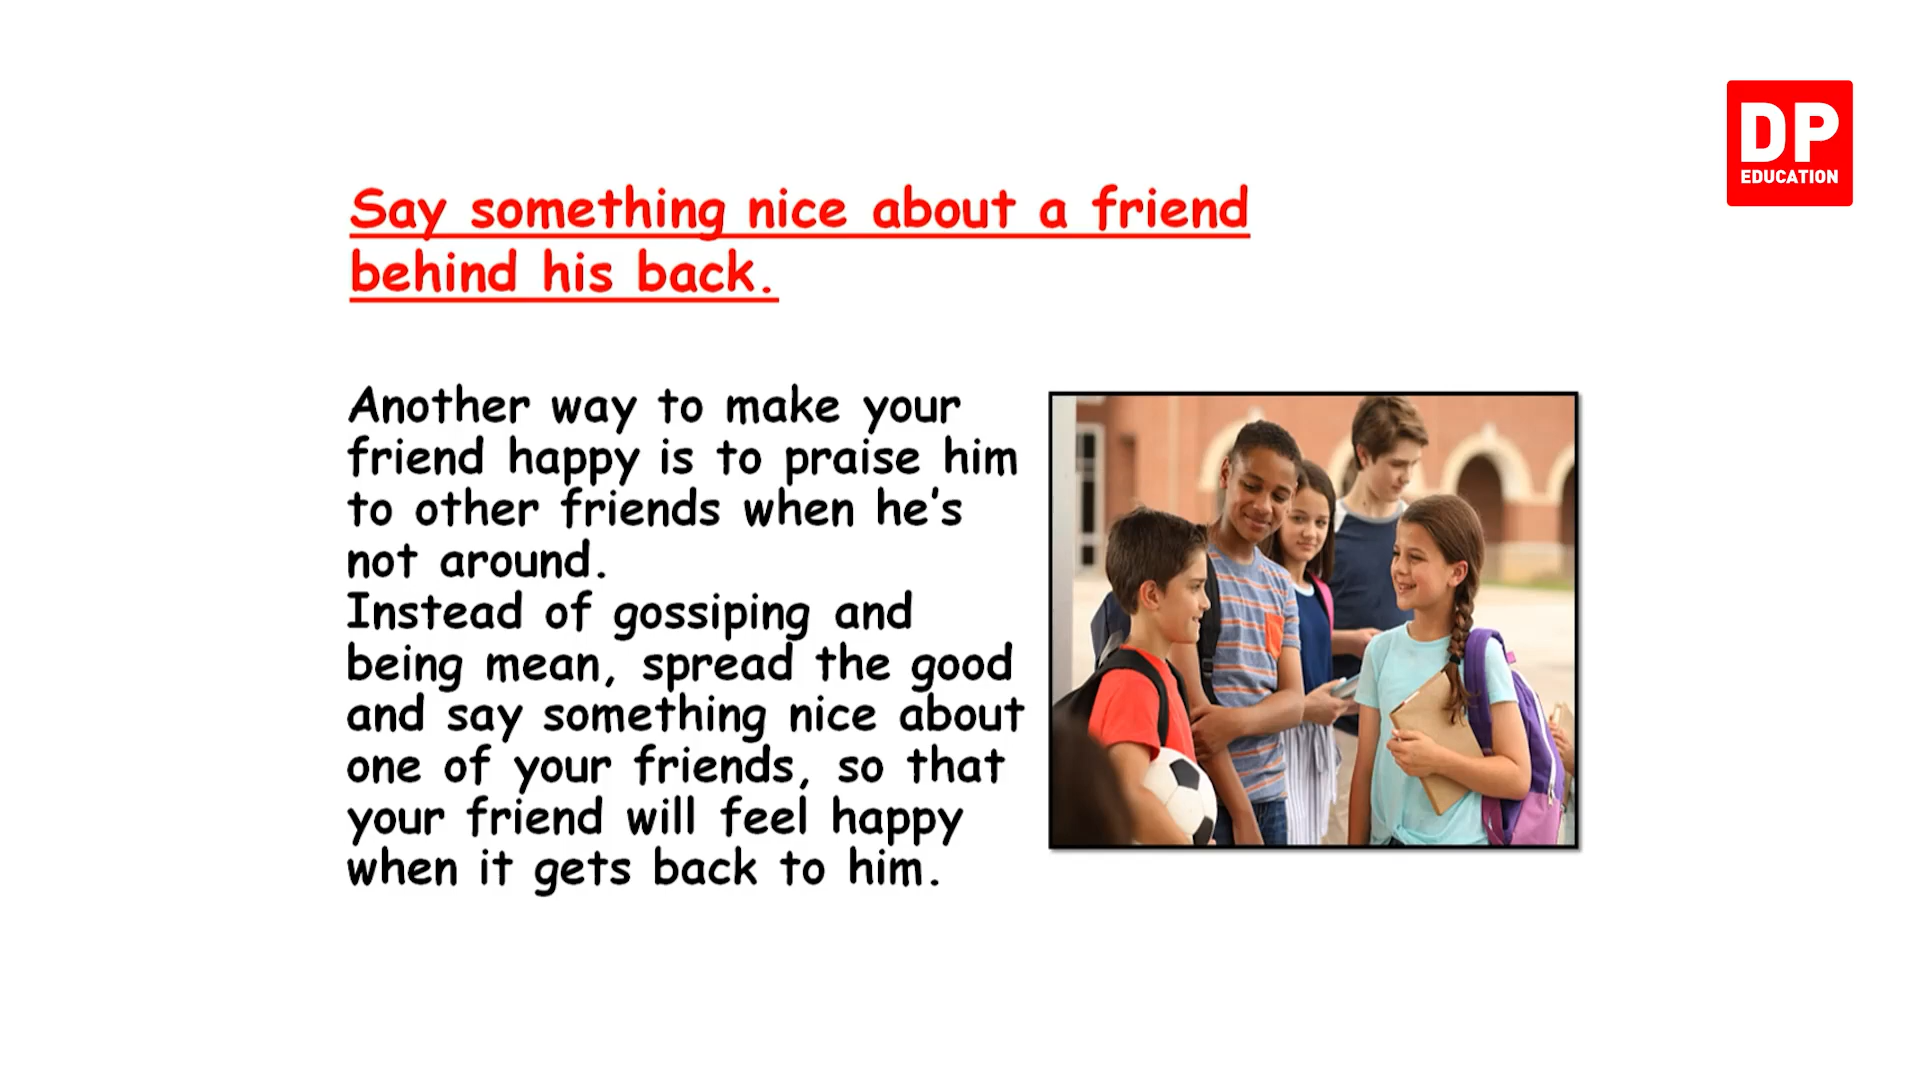 DP
EDUCATION
Say something nice about a friend
behind his back.
Another way to make your
friend happy is to praise him
to other friends when he’s
not around.
Instead of gossiping and
being mean, spread the good
and say something nice about
one of your friends, so that
your friend will feel happy
when it gets back to him.